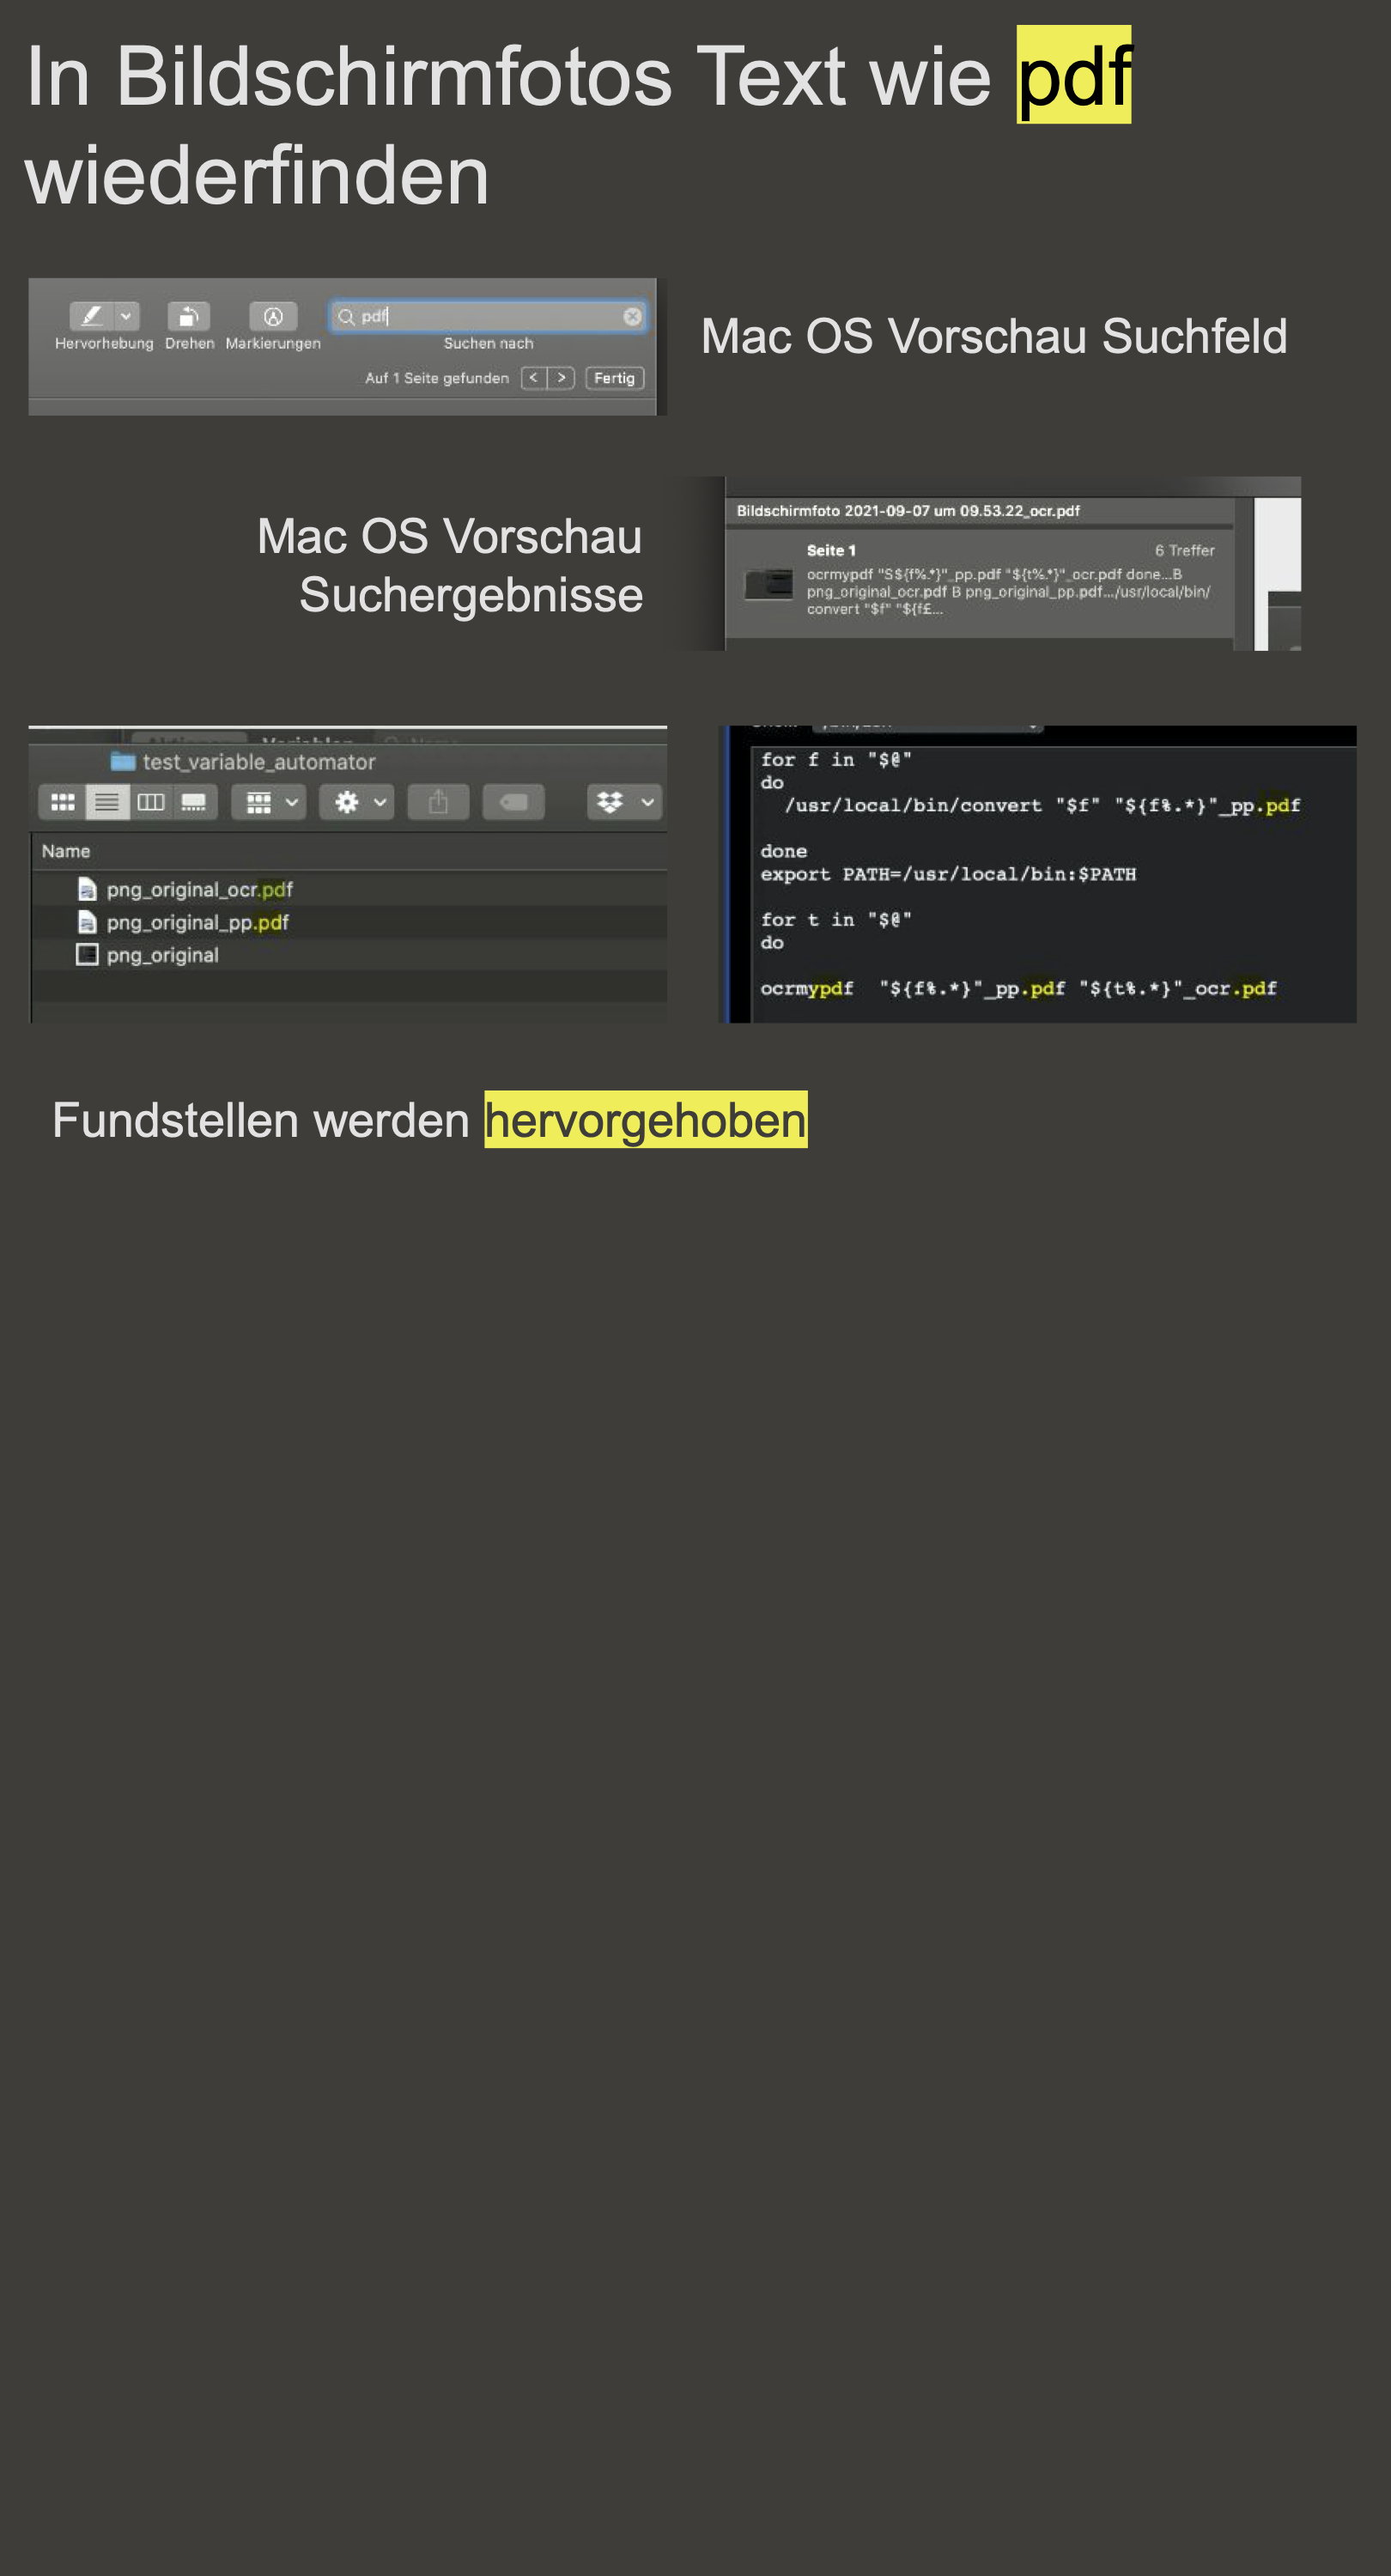 In Bildschirmfotos Text wie pdf
wiederfinden
Hervorhebung Drehen Markierungen
pdf
Suchen nach
Auf 1 Seite gefunden < > Fertig
Mac OS Vorschau Suchfeld
Mac OS Vorschau
Suchergebnisse
Bildschirmfoto 2021-09-07 um 09.53.22_ocr.pdf
Seite 1 6 Treffer
ocrmypdf "S${f%.*}"_pp.pdf "${t%.*}"_ocr.pdf done...B
png_original_ocr.pdf B png_original_pp.pdf.../usr/local/bin/
convert "$f" "${f£...
test_variable_automator
Name
png_original_ocr.pdf
png_original_pp.pdf
png_original
for f in "$@"
do
/usr/local/bin/convert "$f" "${f%.*}"_pp.pdf
done
export PATH=/usr/local/bin:$PATH
for t in "$@"
do
ocrmypdf "${f%.*}"_pp.pdf "${t%.*}"_ocr.pdf
Fundstellen werden hervorgehoben